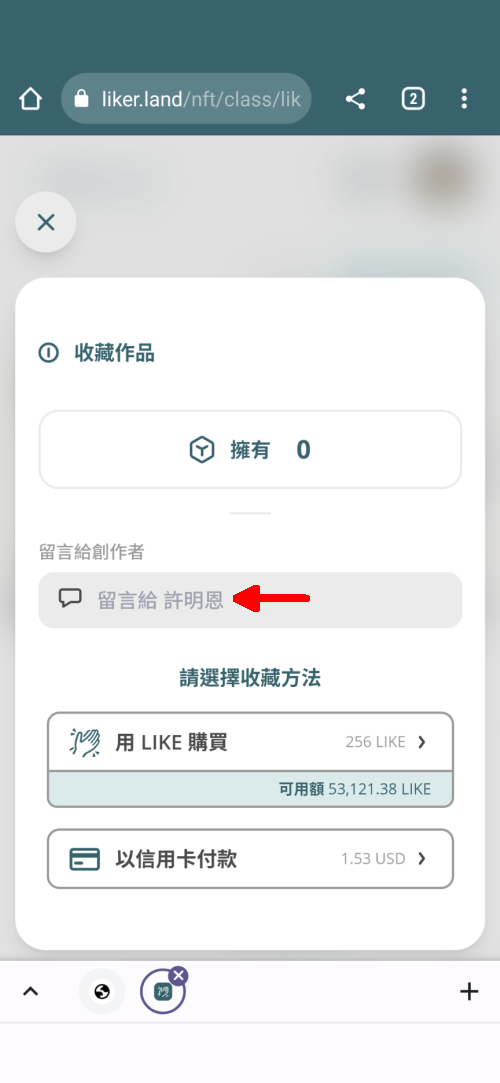 liker.land/nft/class/lik
2
收藏作品
擁有 0
留言給創作者
留言給 許明恩
請選擇收藏方法
用 LIKE 購買 256 LIKE
可用額 53,121.38 LIKE
以信用卡付款 1.53 USD